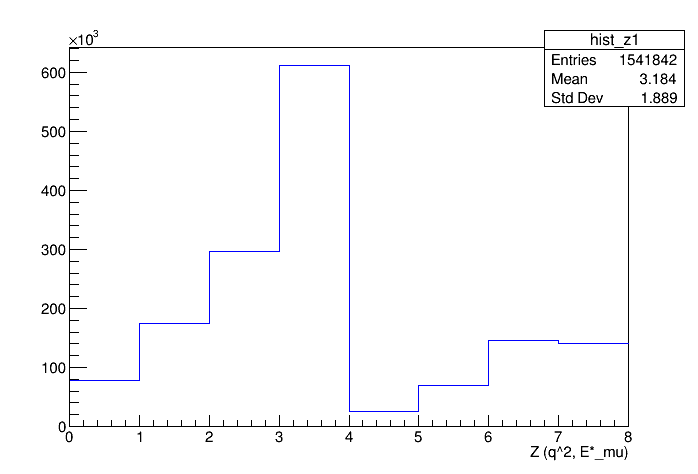 ×10³
hist_z1
Entries 1541842
Mean 3.184
Std Dev 1.889
600
500
400
300
200
100
0
0 1 2 3 4 5 6 7 8
Z (q^2, E*_mu)